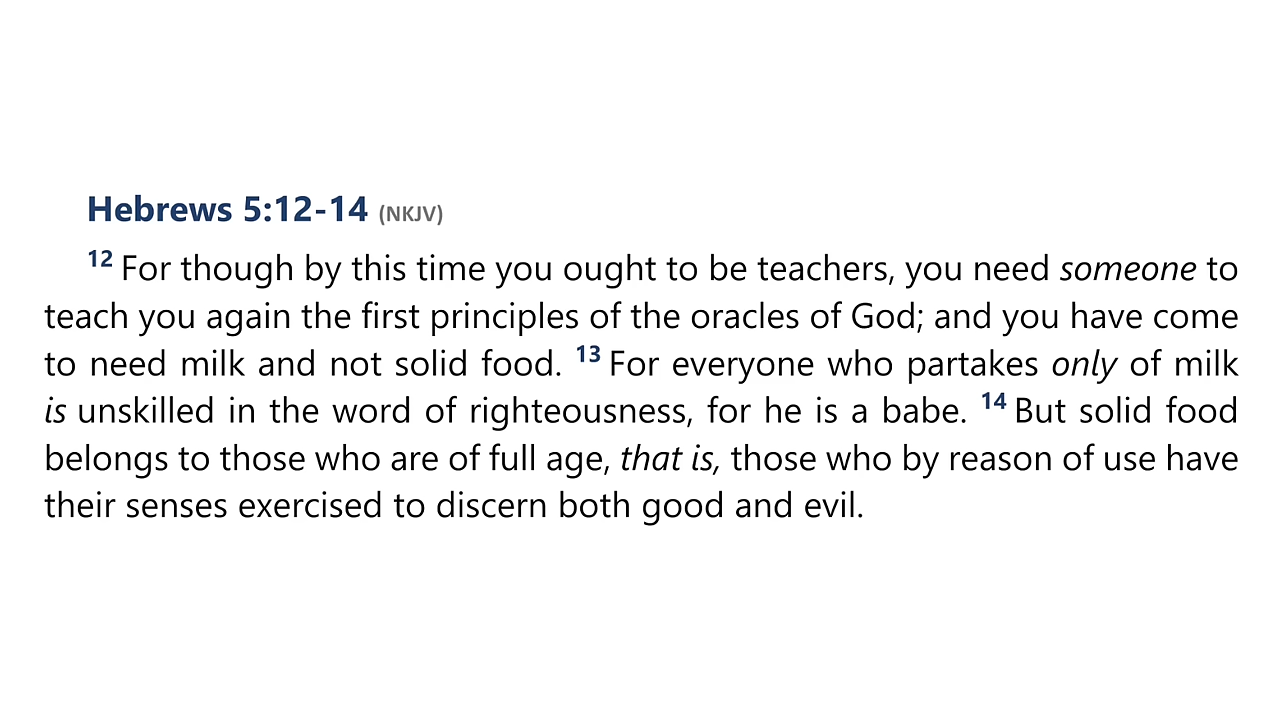 Hebrews 5:12-14 (NKJV)
12 For though by this time you ought to be teachers, you need someone to
teach you again the first principles of the oracles of God; and you have come
to need milk and not solid food. 13 For everyone who partakes only of milk
is unskilled in the word of righteousness, for he is a babe. 14 But solid food
belongs to those who are of full age, that is, those who by reason of use have
their senses exercised to discern both good and evil.